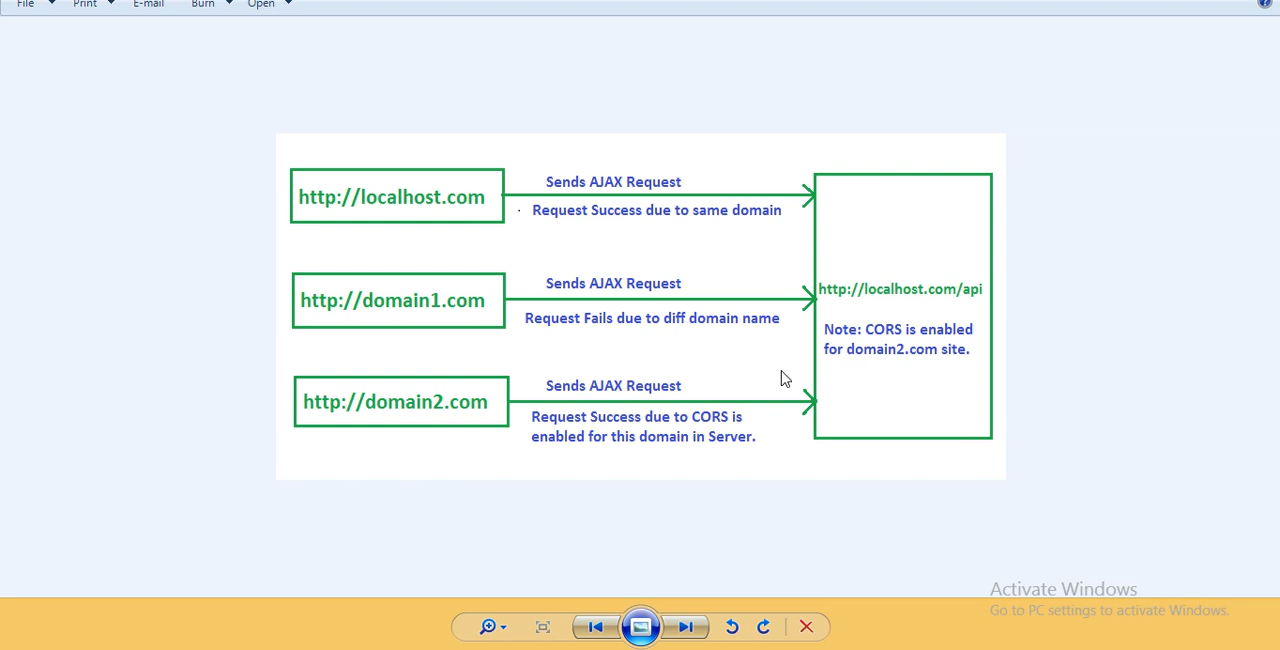 File Print E-mail Burn Open
http://localhost.com
Sends AJAX Request
Request Success due to same domain
http://domain1.com
Sends AJAX Request
Request Fails due to diff domain name
http://domain2.com
Sends AJAX Request
Request Success due to CORS is
enabled for this domain in Server.
http://localhost.com/api
Note: CORS is enabled
for domain2.com site.
Activate Windows
Go to PC settings to activate Windows.